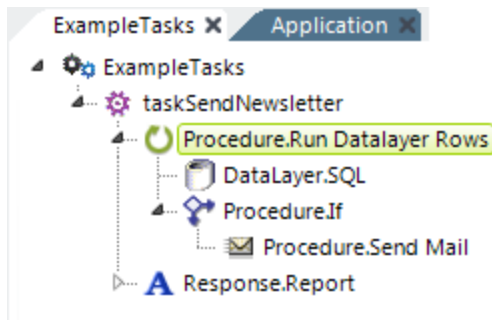 ExampleTasks Application
ExampleTasks
taskSendNewsletter
Procedure.Run Datalayer Rows
DataLayer.SQL
Procedure.If
Procedure.Send Mail
Response.Report